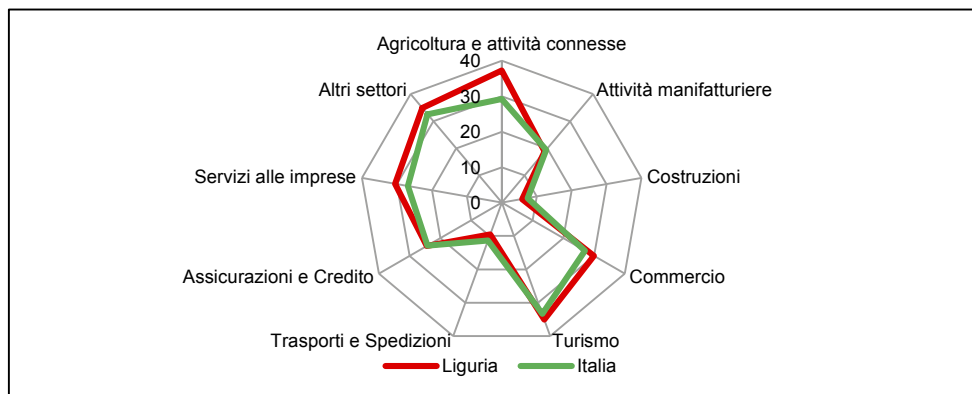 Agricoltura e attività connesse
40
30
20
10
0
Altri settori
Attività manifatturiere
Servizi alle imprese
Costruzioni
Assicurazioni e Credito
Commercio
Trasporti e Spedizioni
Turismo
Liguria
Italia